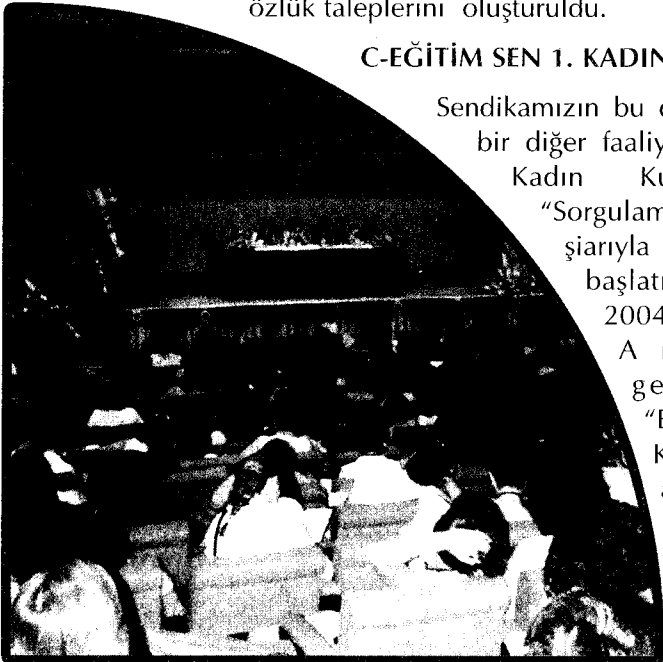 özlük taleplerini oluşturuldu.
C-EĞİTİM SEN 1. KADIN
Sendikamızın bu
bir diğer faaliy
Kadın Ku
"Sorgulam
şiarıyla
başlatı
2004
A
ge
"E
K